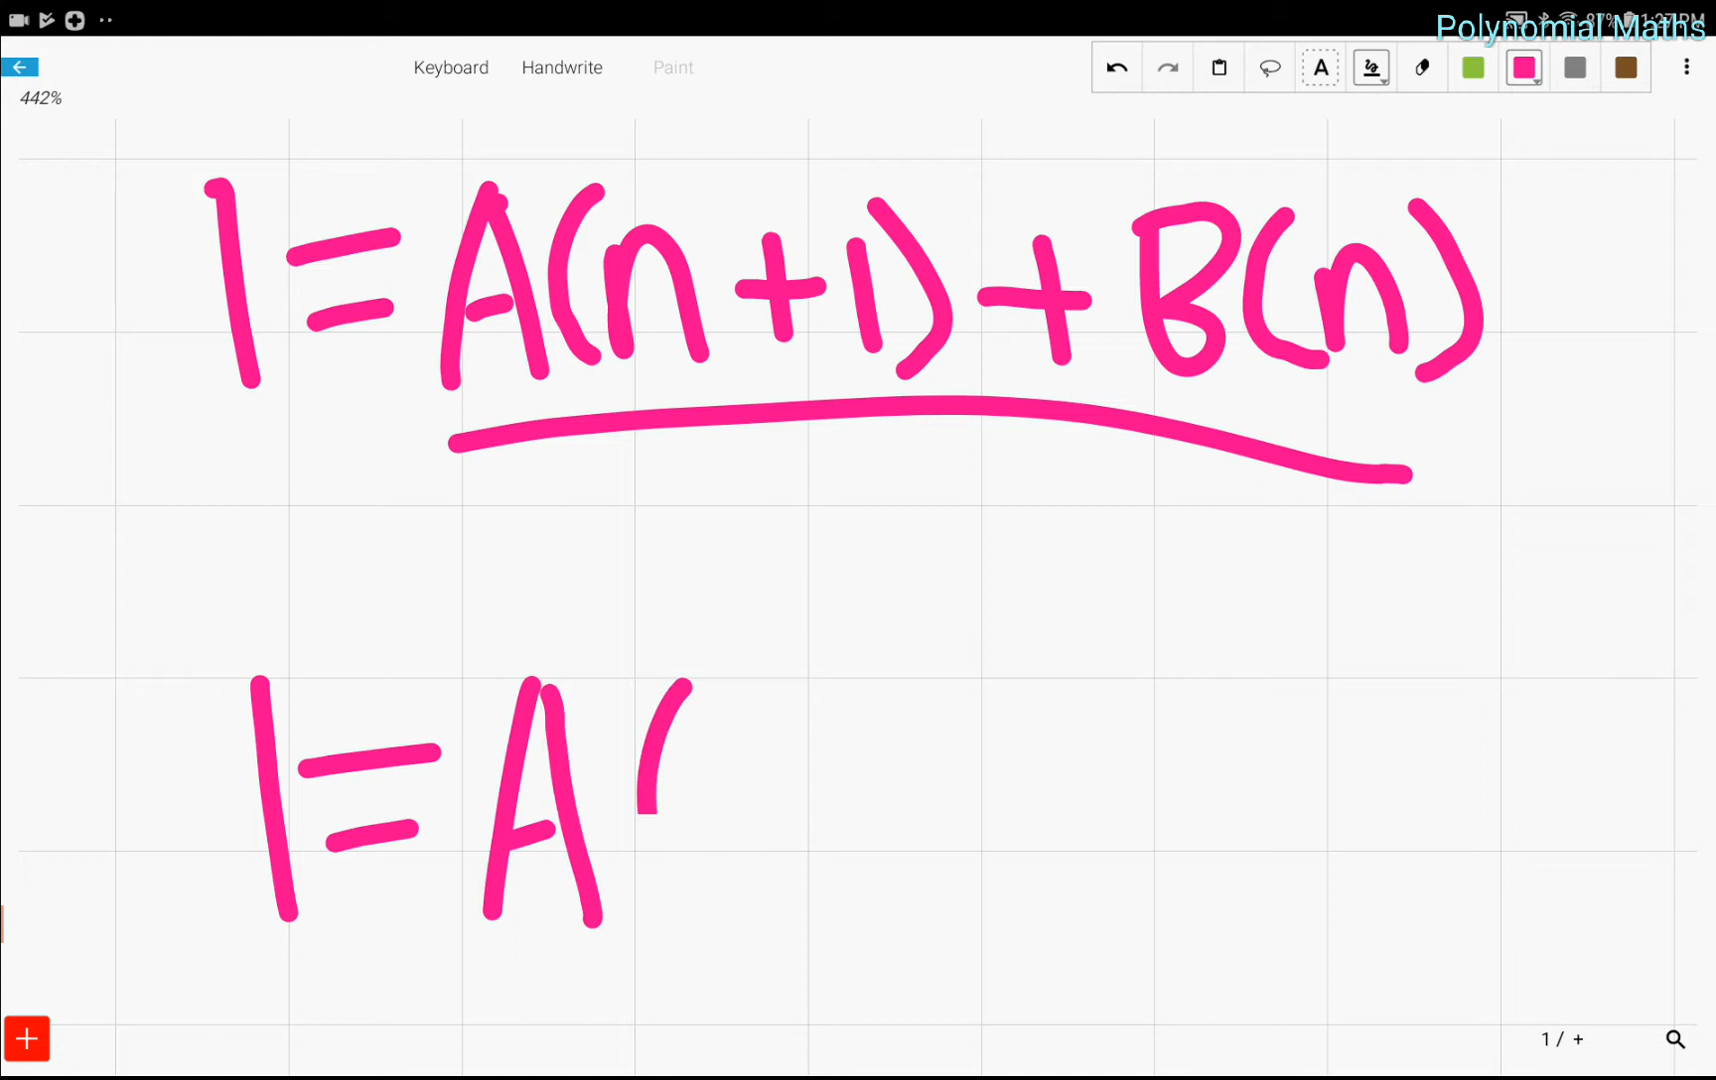 Polynomial Maths
Keyboard Handwrite Paint
A
442%
1 = A(n+1) + B(n)
1 = A(
1 / +